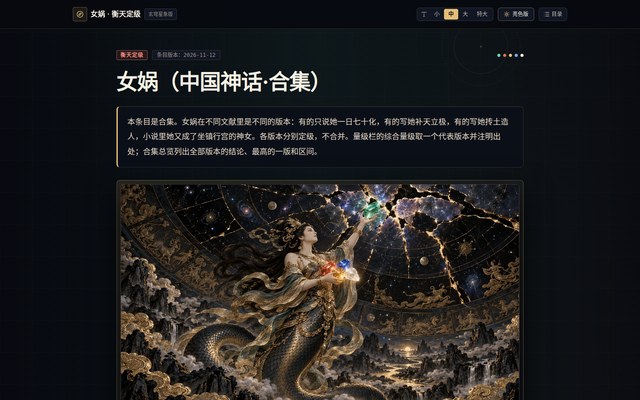 女娲 · 衡天定级
小
中
大
特大
亮色版
目录
衡天定级
条目版本: 2026-11-12
女娲（中国神话·合集）
本条目是合集。女娲在不同文献里是不同的版本：有的只说她一日七十化，有的写她补天立极，有的写她抟土造
人，小说里她又成了坐镇行宫的神女。各版本分别定级，不合并。量级栏的综合量级取一个代表版本并注明出
处；合集总览列出全部版本的结论、最高的一版和区间。